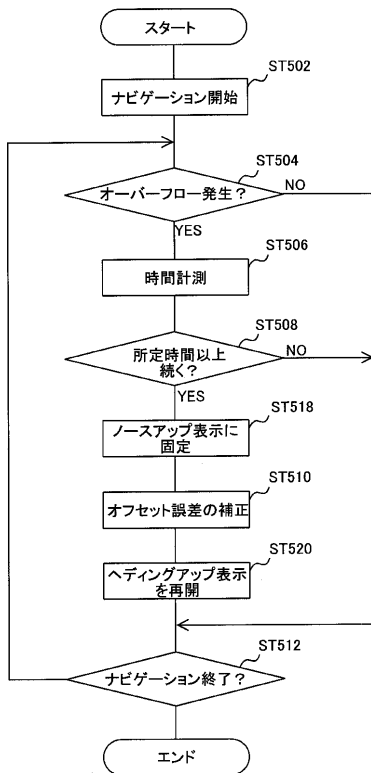 スタート
ST502
ナビゲーション開始
ST504
オーバーフロー発生？
NO
YES
ST506
時間計測
ST508
所定時間以上
続く？
NO
YES
ST518
ノースアップ表示に
固定
ST510
オフセット誤差の補正
ST520
ヘディングアップ表示
を再開
ST512
ナビゲーション終了？
エンド